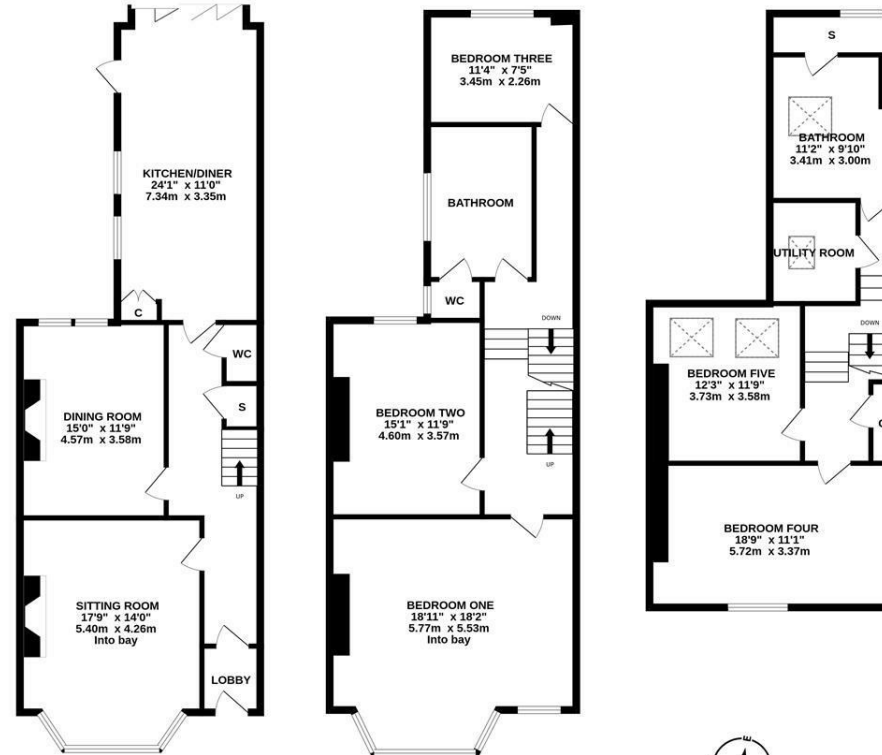 KITCHEN/DINER
24'1" x 11'0"
7.34m x 3.35m
C
WC
S
DINING ROOM
15'0" x 11'9"
4.57m x 3.58m
UP
SITTING ROOM
17'9" x 14'0"
5.40m x 4.26m
Into bay
LOBBY
BEDROOM THREE
11'4" x 7'5"
3.45m x 2.26m
BATHROOM
WC
DOWN
BEDROOM TWO
15'1" x 11'9"
4.60m x 3.57m
UP
BEDROOM ONE
18'11" x 18'2"
5.77m x 5.53m
Into bay
S
BATHROOM
11'2" x 9'10"
3.41m x 3.00m
UTILITY ROOM
DOWN
BEDROOM FIVE
12'3" x 11'9"
3.73m x 3.58m
BEDROOM FOUR
18'9" x 11'1"
5.72m x 3.37m
E